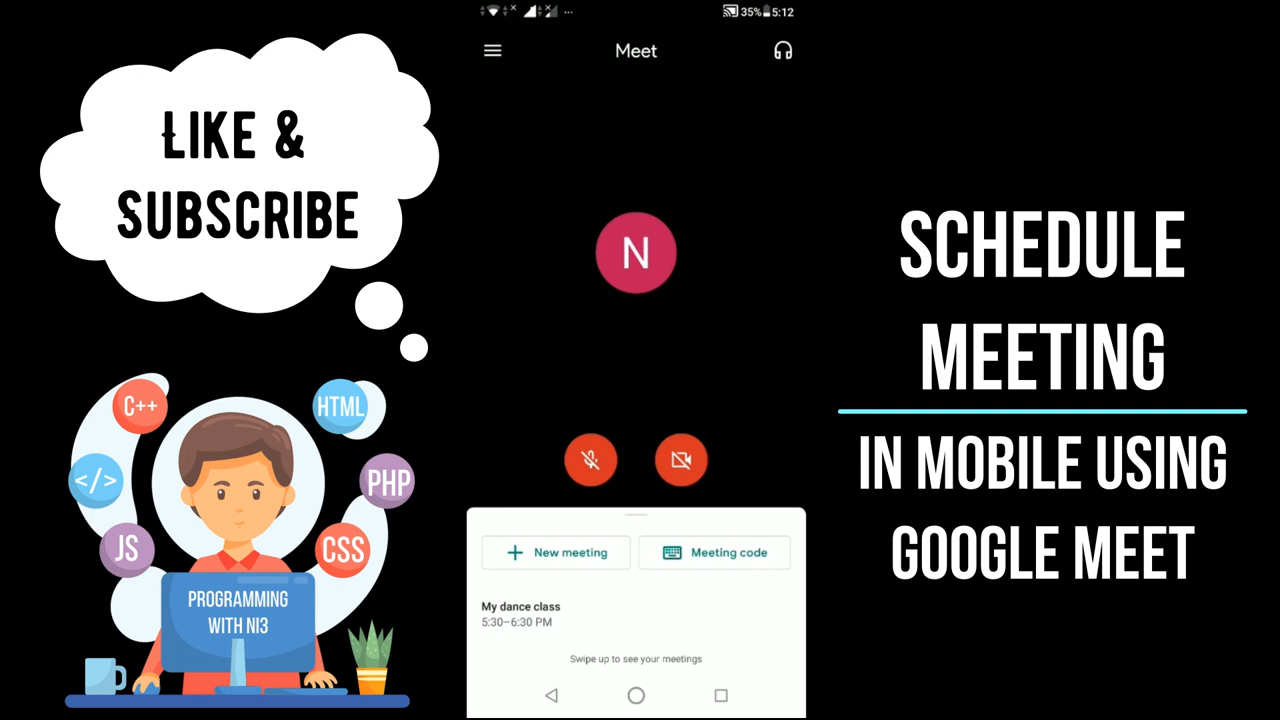 LIKE &
SUBSCRIBE
C++
HTML
</>
PHP
JS
CSS
PROGRAMMING
WITH NI3
35% 5:12
Meet
N
New meeting
Meeting code
My dance class
5:30–6:30 PM
Swipe up to see your meetings
SCHEDULE
MEETING
IN MOBILE USING
GOOGLE MEET